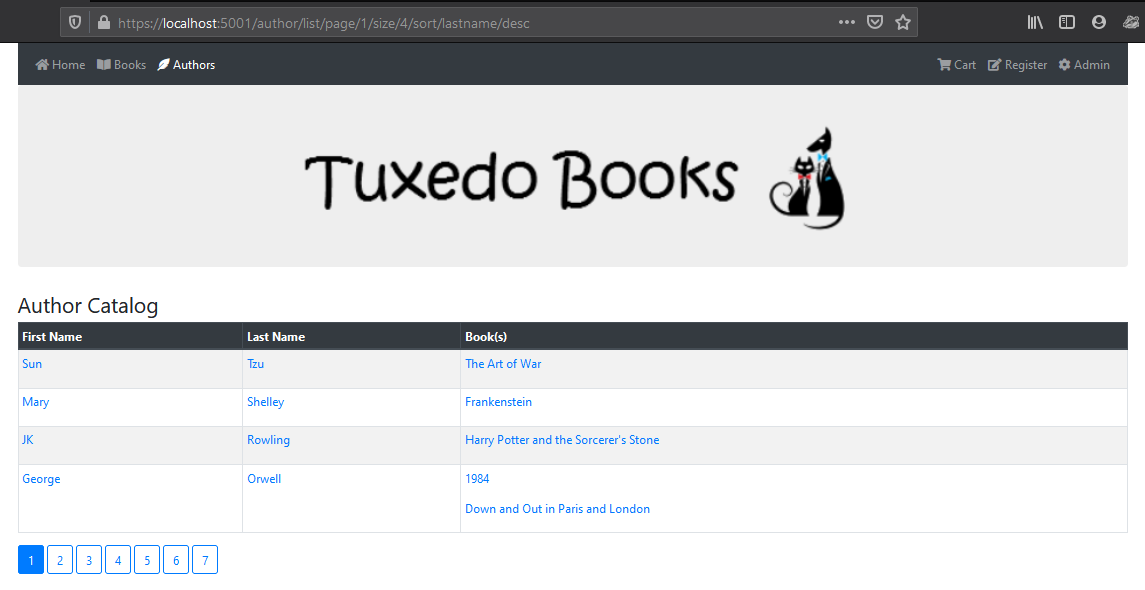 https://localhost:5001/author/list/page/1/size/4/sort/lastname/desc
Home Books Authors Cart Register Admin
Tuxedo Books
Author Catalog
First Name Last Name Book(s)
Sun Tzu The Art of War
Mary Shelley Frankenstein
JK Rowling Harry Potter and the Sorcerer's Stone
George Orwell 1984
Down and Out in Paris and London
1 2 3 4 5 6 7